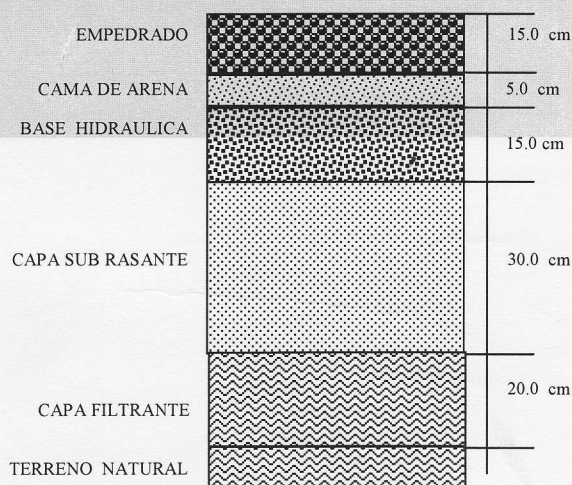 EMPEDRADO 15.0 cm
CAMA DE ARENA 5.0 cm
BASE HIDRAULICA 15.0 cm
CAPA SUB RASANTE 30.0 cm
CAPA FILTRANTE 20.0 cm
TERRENO NATURAL